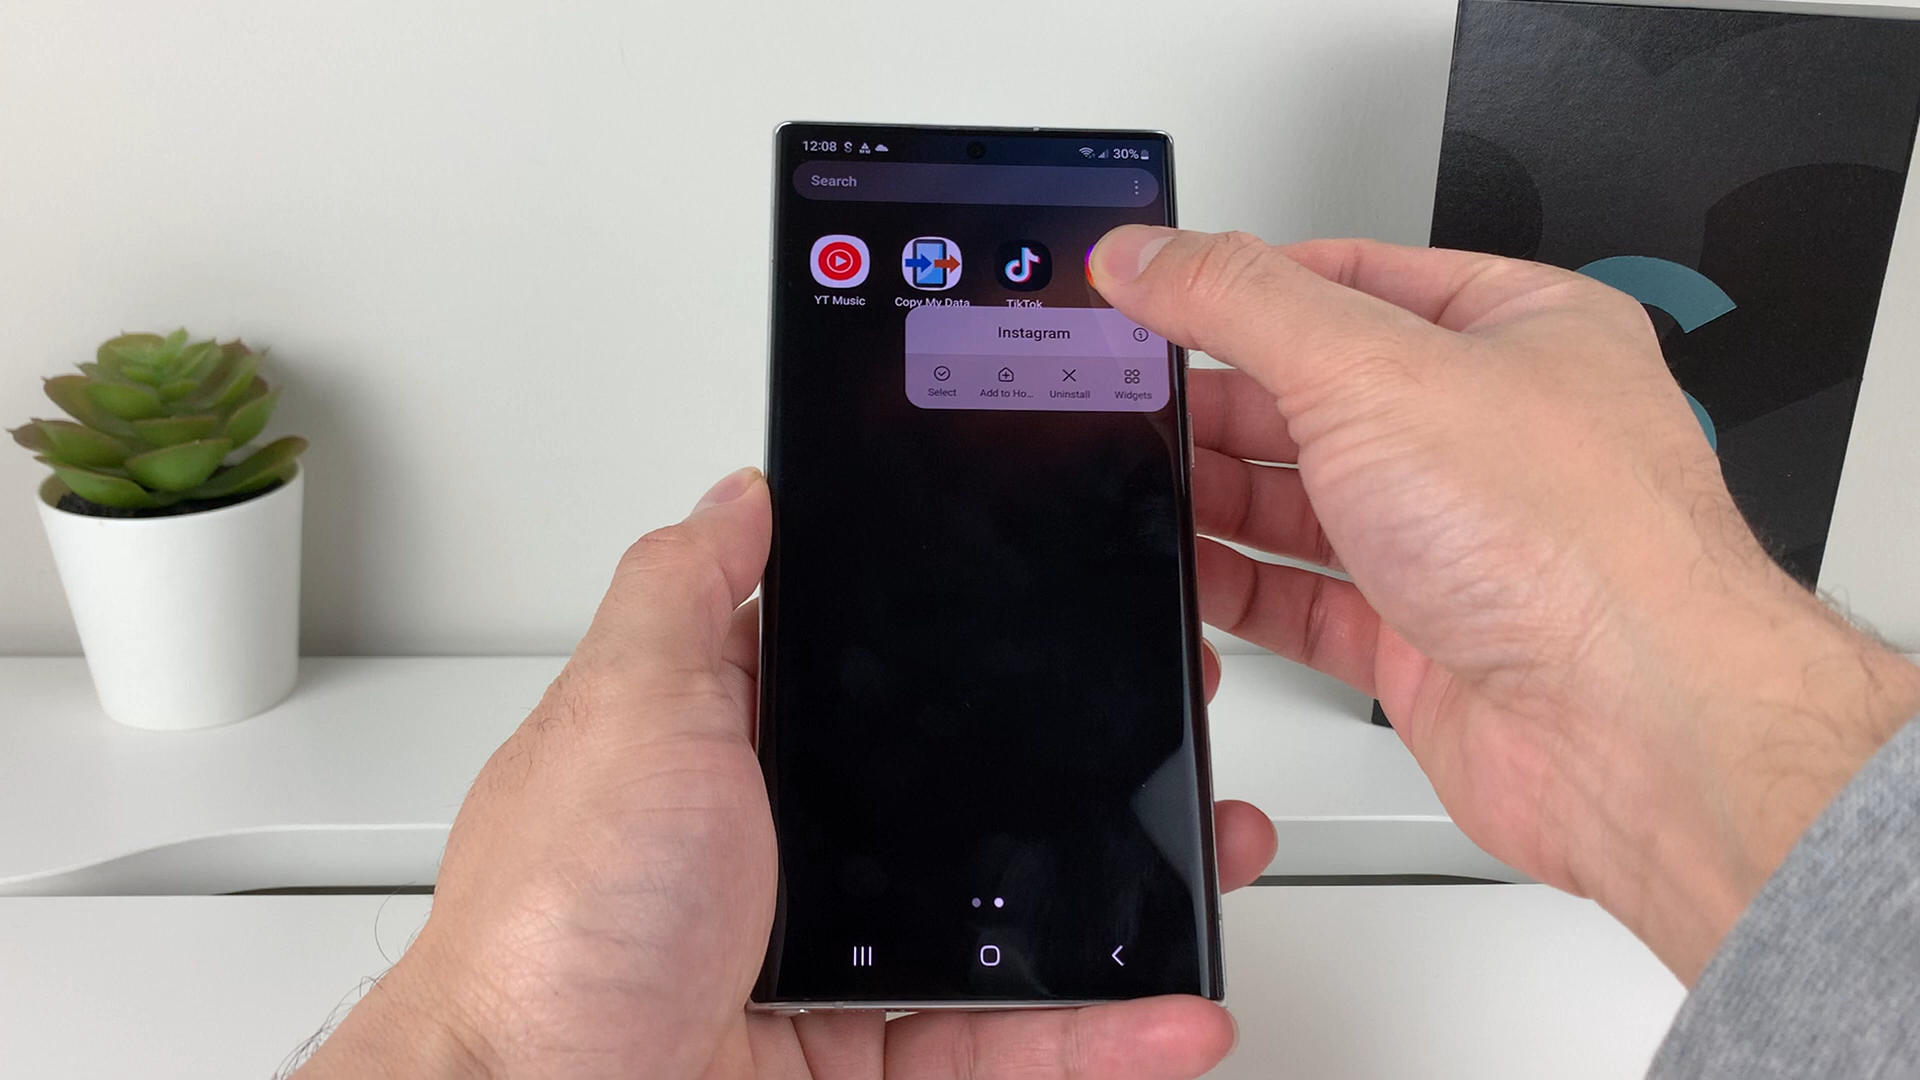 12:08 30%
Search
YT Music Copy My Data TikTok
Instagram
Select Add to Ho... Uninstall Widgets